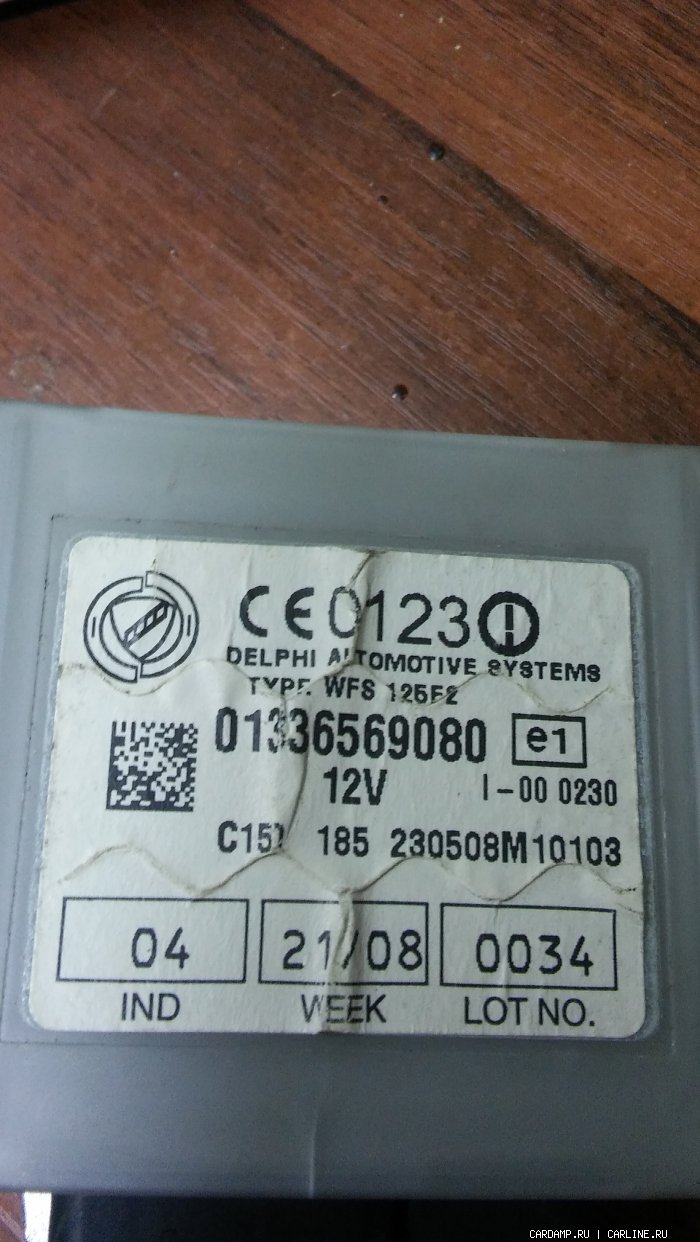 CE0123
DELPHI AUTOMOTIVE SYSTEMS
TYPE WFS 125F2
01336569080 e1
12V I-00 0230
185 230508M10103
04 21/08 0034
IND WEEK LOT NO.
CARDAMP.RU | CARLINE.RU